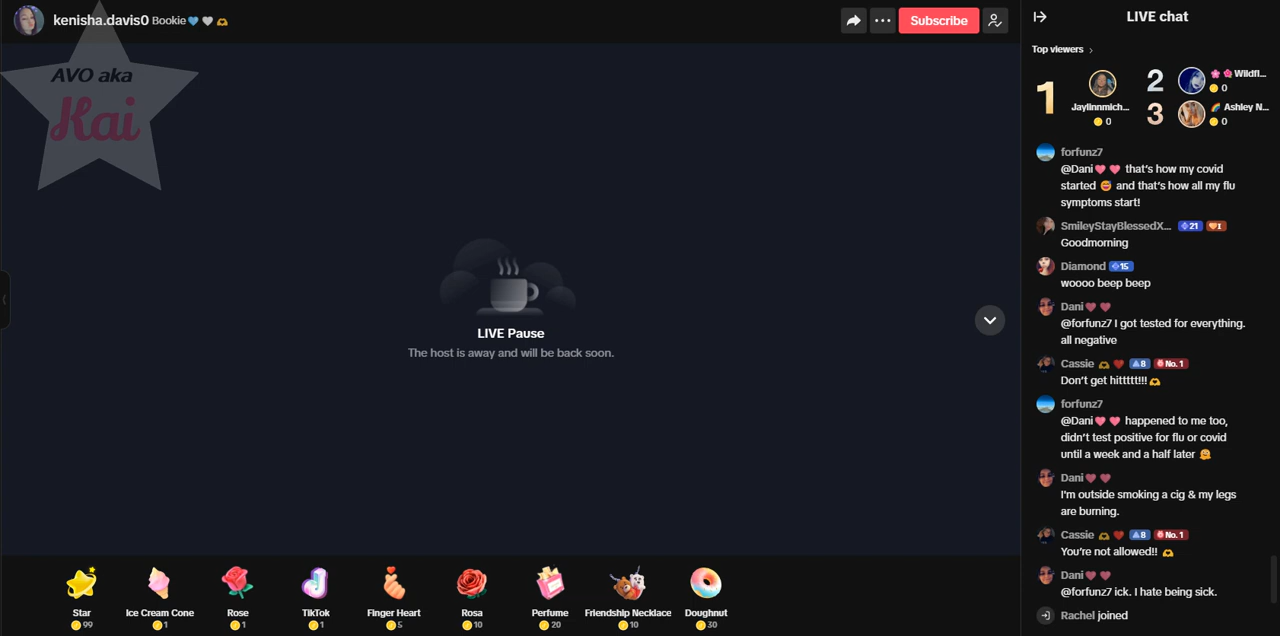 kenisha.davis0 Bookie🩵🤍🫶
Subscribe
AVO aka
Kai
LIVE Pause
The host is away and will be back soon.
Star
99
Ice Cream Cone
1
Rose
1
TikTok
1
Finger Heart
5
Rosa
10
Perfume
20
Friendship Necklace
10
Doughnut
30
LIVE chat
Top viewers
1
Jaylinnmich...
0
2
🌸🌺Wildfl...
0
3
🌈 Ashley N...
0
forfunz7
@Dani❤❤ that's how my covid
started 😅 and that's how all my flu
symptoms start!
SmileyStayBlessedX... 21 I
Goodmorning
Diamond 15
woooo beep beep
Dani❤❤
@forfunz7 I got tested for everything.
all negative
Cassie 🫶 ❤ 8 No. 1
Don't get hittttt!!!🫶
forfunz7
@Dani❤❤ happened to me too,
didn't test positive for flu or covid
until a week and a half later 🤗
Dani❤❤
I'm outside smoking a cig & my legs
are burning.
Cassie 🫶 ❤ 8 No. 1
You're not allowed!! 🫶
Dani❤❤
@forfunz7 ick. I hate being sick.
Rachel joined